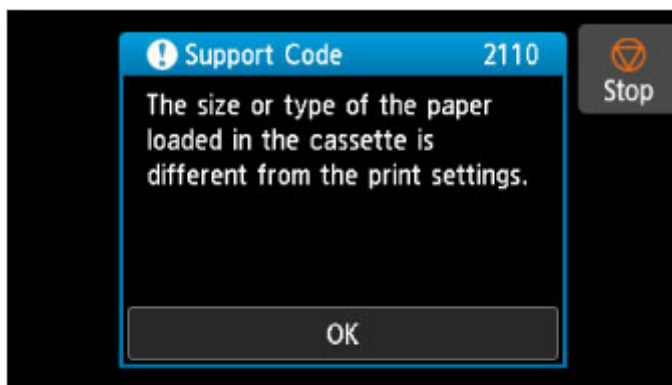 Support Code 2110
Stop
The size or type of the paper
loaded in the cassette is
different from the print settings.
OK